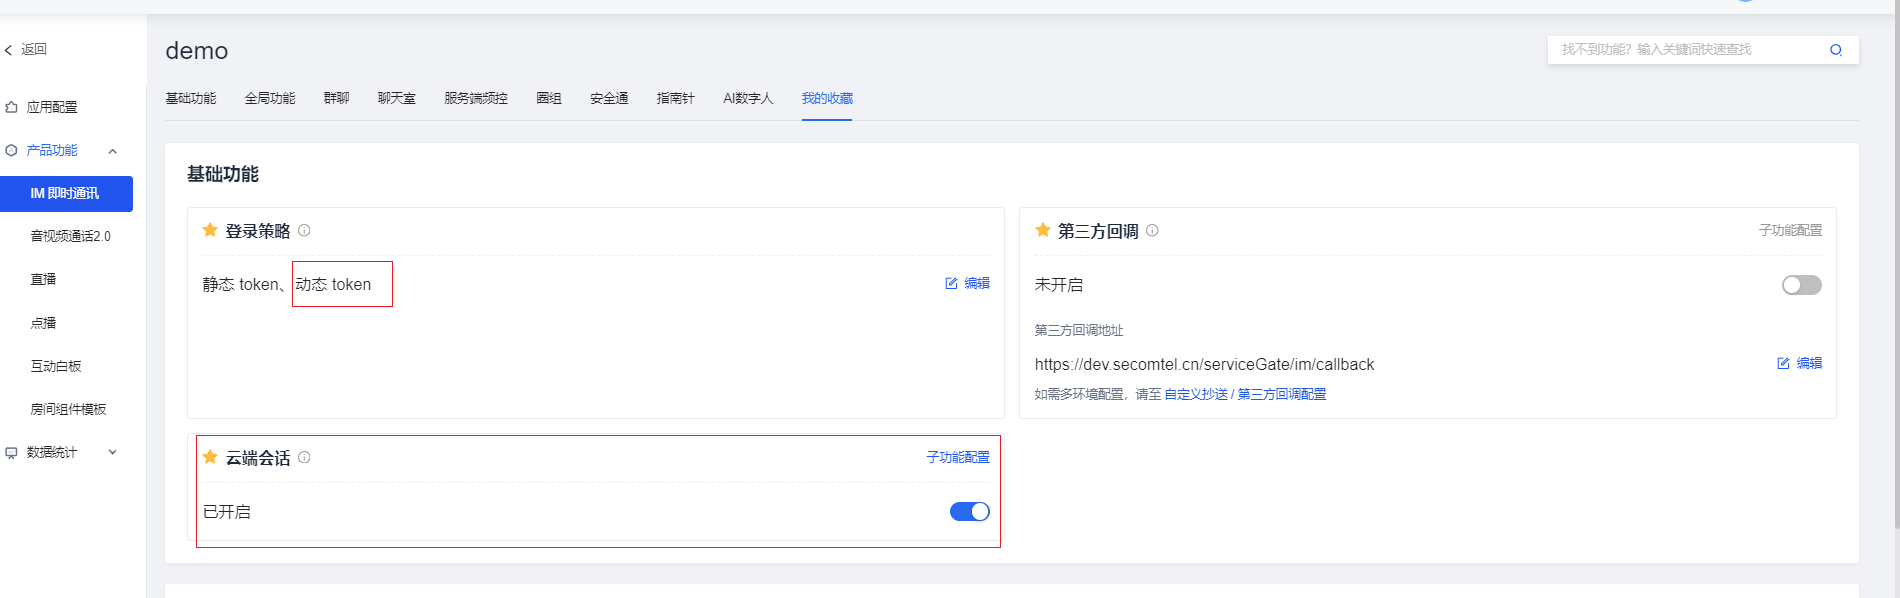 返回
demo
找不到功能？输入关键词快速查找
基础功能 全局功能 群聊 聊天室 服务端频控 圈组 安全通 指南针 AI数字人 我的收藏
应用配置
产品功能
IM 即时通讯
音视频通话2.0
直播
点播
互动白板
房间组件模板
数据统计
基础功能
登录策略
静态 token、动态 token
编辑
第三方回调
子功能配置
未开启
第三方回调地址
https://dev.secomtel.cn/serviceGate/im/callback
编辑
如需多环境配置，请至 自定义抄送 / 第三方回调配置
云端会话
子功能配置
已开启